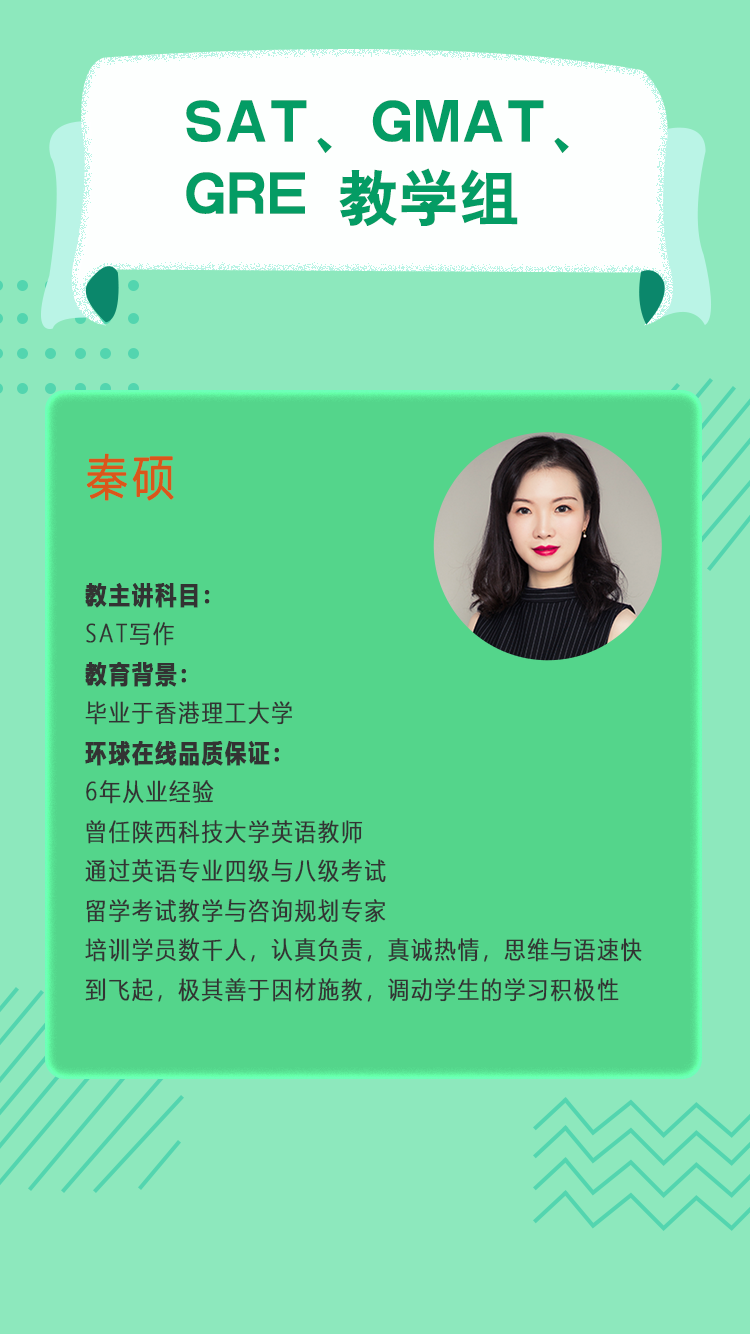 SAT、GMAT、
GRE 教学组
秦硕
教主讲科目：
SAT写作
教育背景：
毕业于香港理工大学
环球在线品质保证：
6年从业经验
曾任陕西科技大学英语教师
通过英语专业四级与八级考试
留学考试教学与咨询规划专家
培训学员数千人，认真负责，真诚热情，思维与语速快
到飞起，极其善于因材施教，调动学生的学习积极性